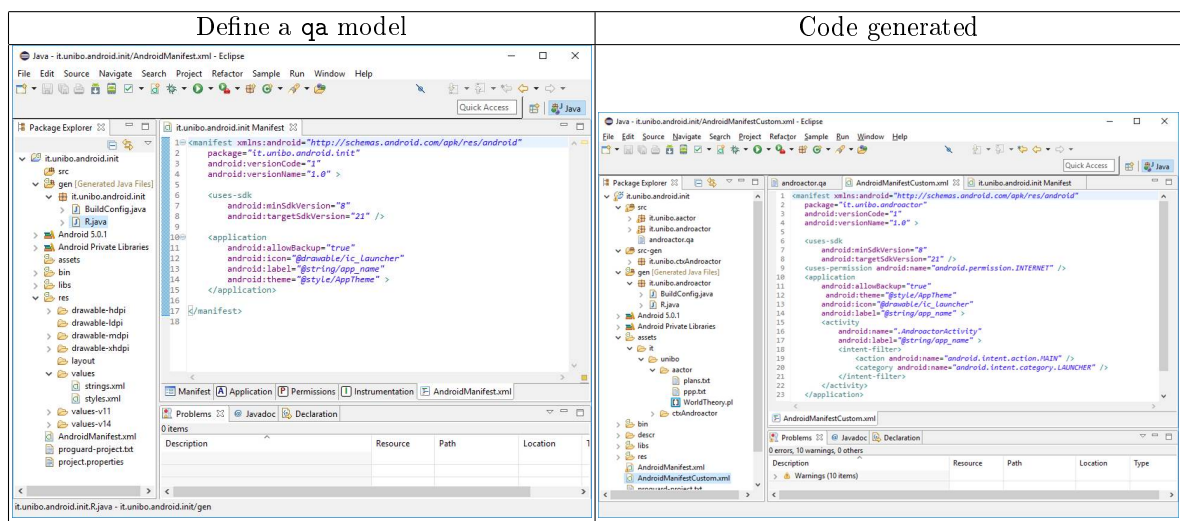 Define a qa model
Code generated
Java - it.unibo.android.init/AndroidManifest.xml - Eclipse
File Edit Source Navigate Search Project Refactor Sample Run Window Help
Quick Access
Java
Package Explorer
it.unibo.android.init
src
gen [Generated Java Files]
it.unibo.android.init
BuildConfig.java
R.java
Android 5.0.1
Android Private Libraries
assets
bin
libs
res
drawable-hdpi
drawable-ldpi
drawable-mdpi
drawable-xhdpi
layout
values
strings.xml
styles.xml
values-v11
values-v14
AndroidManifest.xml
proguard-project.txt
project.properties
it.unibo.android.init Manifest
1 <manifest xmlns:android="http://schemas.android.com/apk/res/android"
2 package="it.unibo.android.init"
3 android:versionCode="1"
4 android:versionName="1.0" >
5
6 <uses-sdk
7 android:minSdkVersion="8"
8 android:targetSdkVersion="21" />
9
10 <application
11 android:allowBackup="true"
12 android:icon="@drawable/ic_launcher"
13 android:label="@string/app_name"
14 android:theme="@style/AppTheme" >
15 </application>
16
17 </manifest>
18
Manifest A Application P Permissions I Instrumentation AndroidManifest.xml
Problems @ Javadoc Declaration
0 items
Description Resource Path Location T
it.unibo.android.init.R.java - it.unibo.android.init/gen
Java - it.unibo.android.init/AndroidManifestCustom.xml - Eclipse
File Edit Source Navigate Search Project Refactor Sample Run Window Help
Quick Access
Java
Package Explorer
it.unibo.android.init
src
it.unibo.aactor
it.unibo.androactor
androactor.qa
src-gen
it.unibo.ctxAndroactor
gen [Generated Java Files]
it.unibo.androactor
BuildConfig.java
R.java
Android 5.0.1
Android Private Libraries
assets
it
unibo
aactor
plans.txt
ppp.txt
WorldTheory.pl
ctxAndroactor
bin
descr
libs
res
AndroidManifest.xml
AndroidManifestCustom.xml
proguard-project.txt
androactor.qa AndroidManifestCustom.xml it.unibo.android.init Manifest
1 <manifest xmlns:android="http://schemas.android.com/apk/res/android"
2 package="it.unibo.androactor"
3 android:versionCode="1"
4 android:versionName="1.0" >
5
6 <uses-sdk
7 android:minSdkVersion="8"
8 android:targetSdkVersion="21" />
9 <uses-permission android:name="android.permission.INTERNET" />
10 <application
11 android:allowBackup="true"
12 android:theme="@style/AppTheme"
13 android:icon="@drawable/ic_launcher"
14 android:label="@string/app_name" >
15 <activity
16 android:name=".AndroactorActivity"
17 android:label="@string/app_name" >
18 <intent-filter>
19 <action android:name="android.intent.action.MAIN" />
20 <category android:name="android.intent.category.LAUNCHER" />
21 </intent-filter>
22 </activity>
23 </application>
AndroidManifestCustom.xml
Problems @ Javadoc Declaration
0 errors, 10 warnings, 0 others
Description Resource Path Location Type
Warnings (10 items)